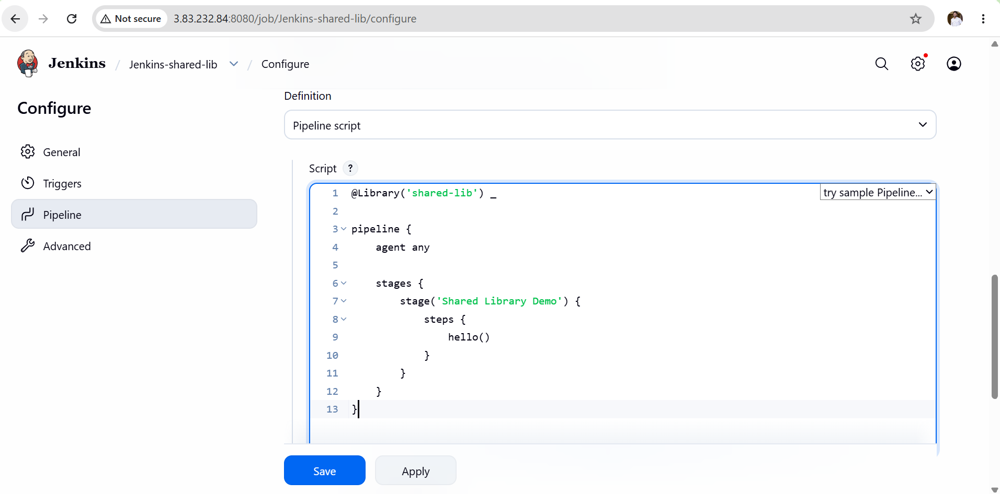 Not secure 3.83.232.84:8080/job/Jenkins-shared-lib/configure
Jenkins / Jenkins-shared-lib / Configure
Configure
General
Triggers
Pipeline
Advanced
Definition
Pipeline script
Script ?
try sample Pipeline...
1 @Library('shared-lib') _
2
3 pipeline {
4     agent any
5
6     stages {
7         stage('Shared Library Demo') {
8             steps {
9                 hello()
10             }
11         }
12     }
13 }
Save
Apply